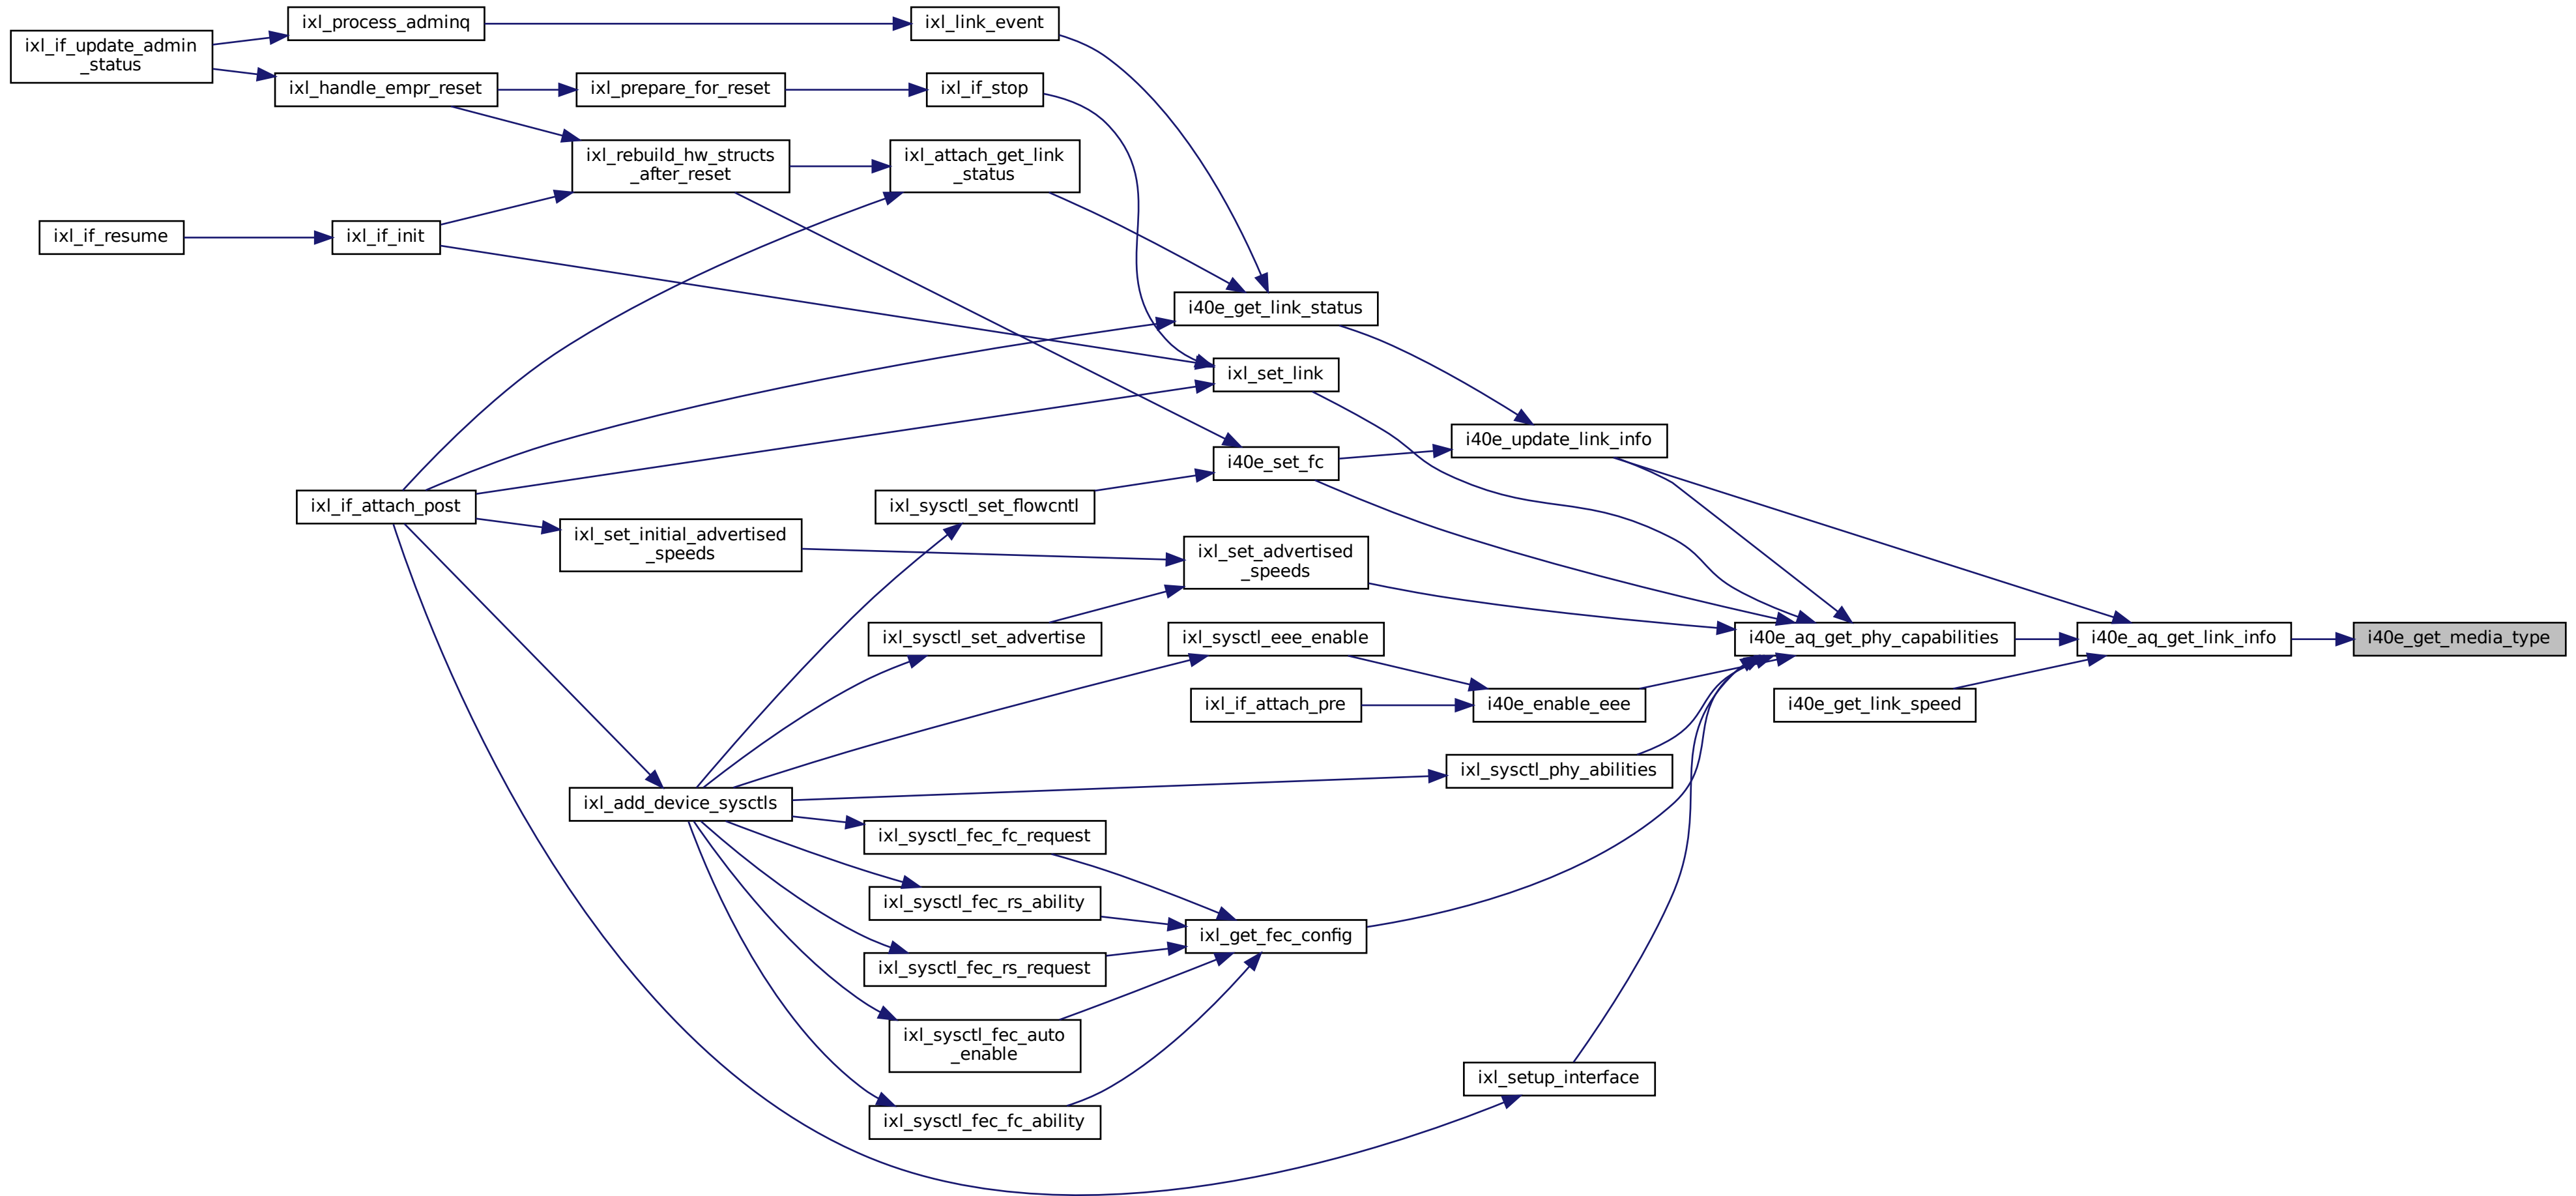 ixl_process_adminq
ixl_link_event
ixl_if_update_admin
_status
ixl_handle_empr_reset
ixl_prepare_for_reset
ixl_if_stop
ixl_rebuild_hw_structs
_after_reset
ixl_attach_get_link
_status
ixl_if_resume
ixl_if_init
i40e_get_link_status
ixl_set_link
i40e_update_link_info
i40e_set_fc
ixl_if_attach_post
ixl_sysctl_set_flowcntl
ixl_set_initial_advertised
_speeds
ixl_set_advertised
_speeds
ixl_sysctl_set_advertise
ixl_sysctl_eee_enable
i40e_aq_get_phy_capabilities
i40e_aq_get_link_info
i40e_get_media_type
ixl_if_attach_pre
i40e_enable_eee
i40e_get_link_speed
ixl_sysctl_phy_abilities
ixl_add_device_sysctls
ixl_sysctl_fec_fc_request
ixl_sysctl_fec_rs_ability
ixl_get_fec_config
ixl_sysctl_fec_rs_request
ixl_sysctl_fec_auto
_enable
ixl_setup_interface
ixl_sysctl_fec_fc_ability